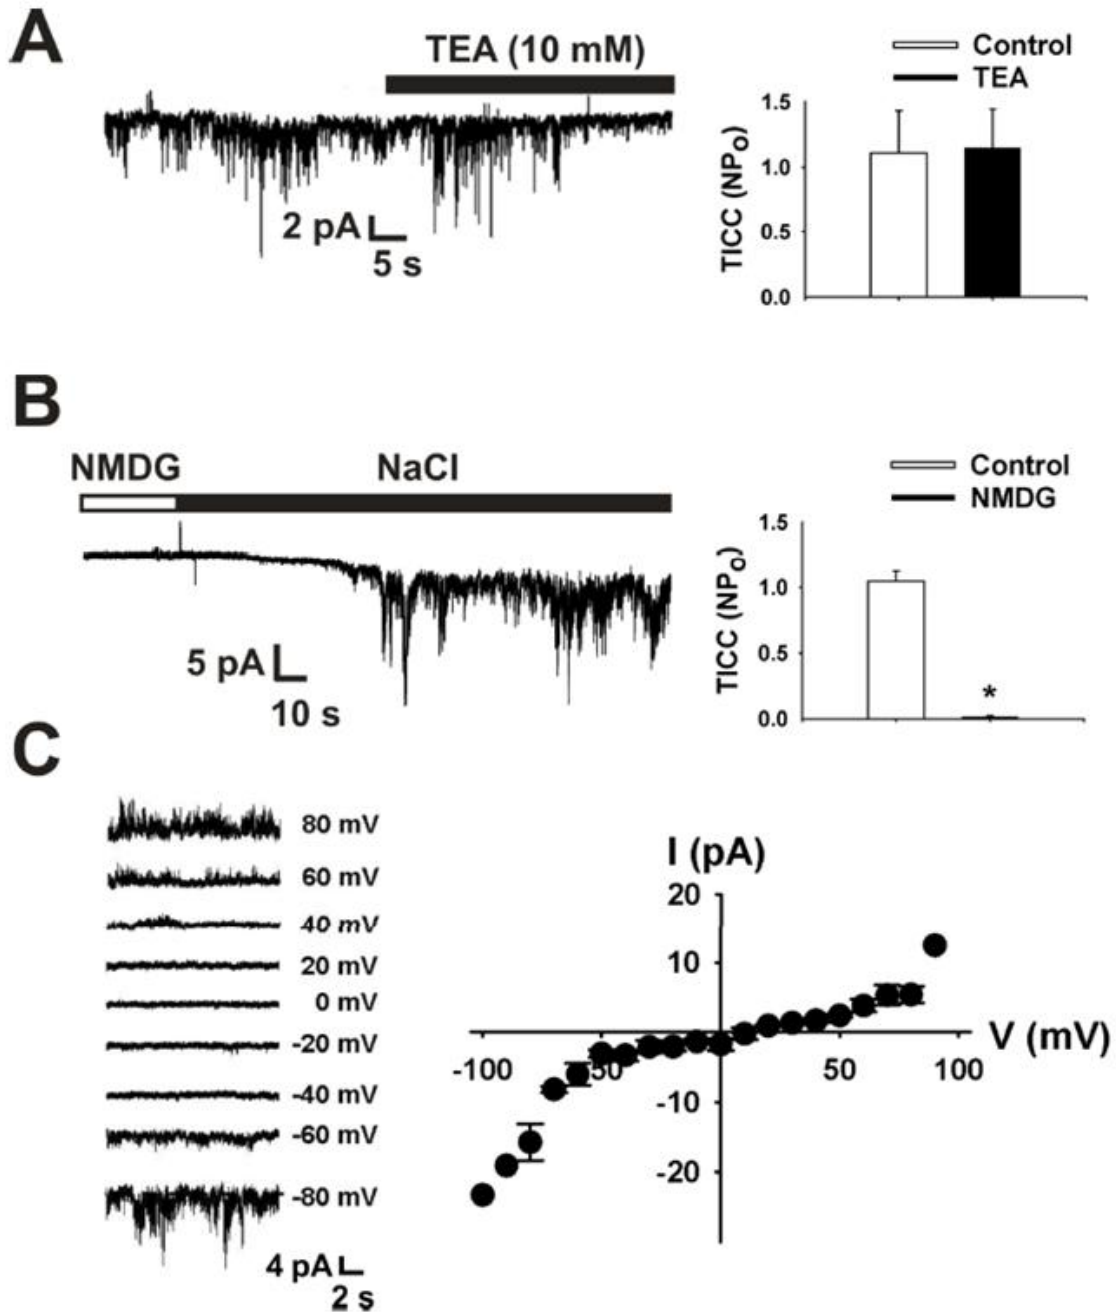 A
TEA (10 mM)
2 pA
5 s
Control
TEA
TICC (NPO)
1.5
1.0
0.5
0.0
B
NMDG
NaCl
5 pA
10 s
Control
NMDG
TICC (NPO)
1.5
1.0
0.5
0.0
*
C
80 mV
60 mV
40 mV
20 mV
0 mV
-20 mV
-40 mV
-60 mV
-80 mV
4 pA
2 s
I (pA)
20
10
V (mV)
-100
50
50
100
-10
-20